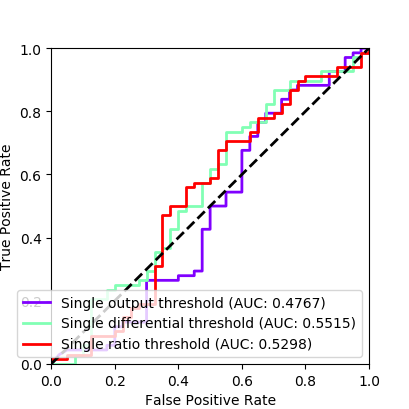 1.0
0.8
0.6
0.4
0.2
0.0
True Positive Rate
Single output threshold (AUC: 0.4767)
Single differential threshold (AUC: 0.5515)
Single ratio threshold (AUC: 0.5298)
0.0 0.2 0.4 0.6 0.8 1.0
False Positive Rate